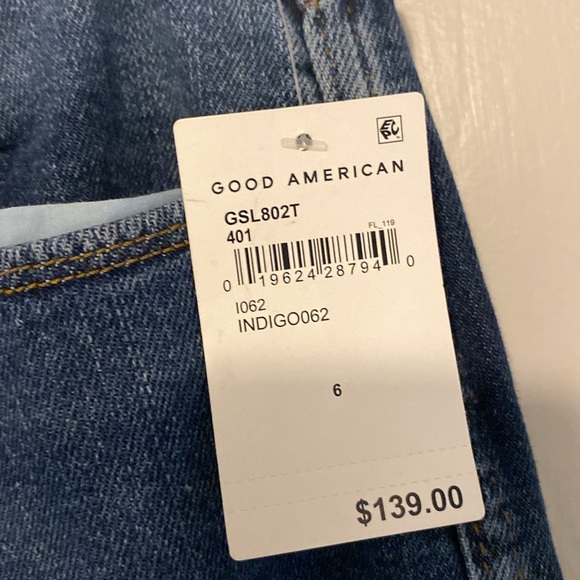 GOOD AMERICAN
GSL802T
401
FL_119
0 19624 28794 0
I062
INDIGO062
6
$139.00